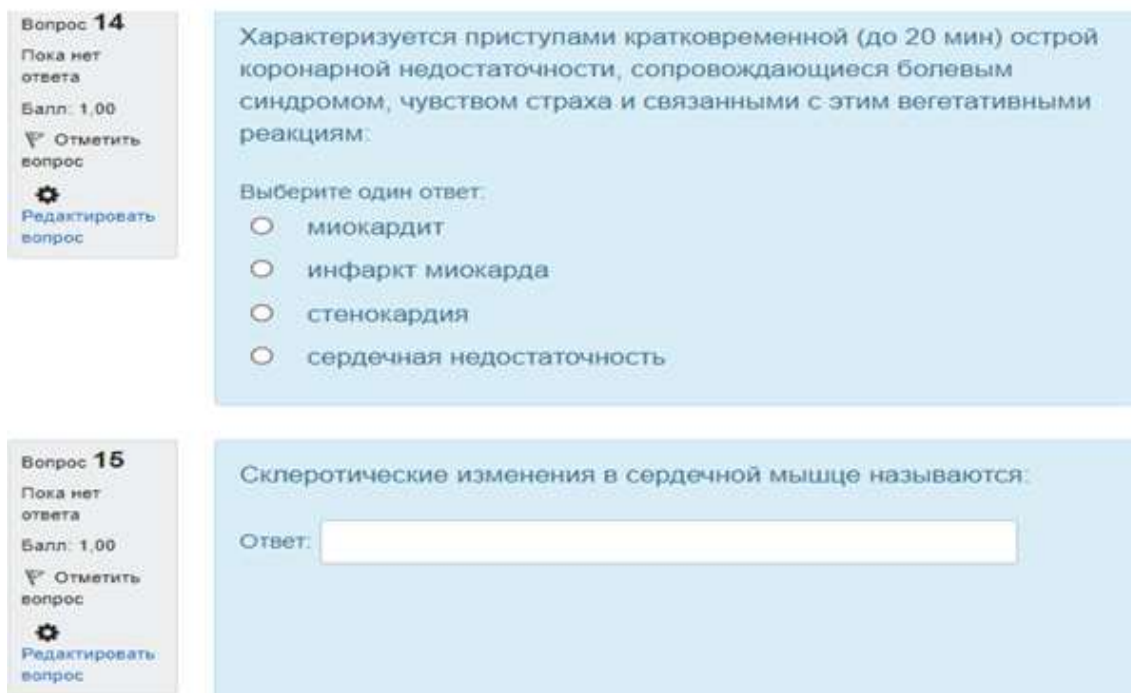 Вопрос 14
Пока нет
ответа
Балл: 1,00
Отметить
вопрос
Редактировать
вопрос
Характеризуется приступами кратковременной (до 20 мин) острой
коронарной недостаточности, сопровождающиеся болевым
синдромом, чувством страха и связанными с этим вегетативными
реакциям:
Выберите один ответ:
миокардит
инфаркт миокарда
стенокардия
сердечная недостаточность
Вопрос 15
Пока нет
ответа
Балл: 1,00
Отметить
вопрос
Редактировать
вопрос
Склеротические изменения в сердечной мышце называются:
Ответ: